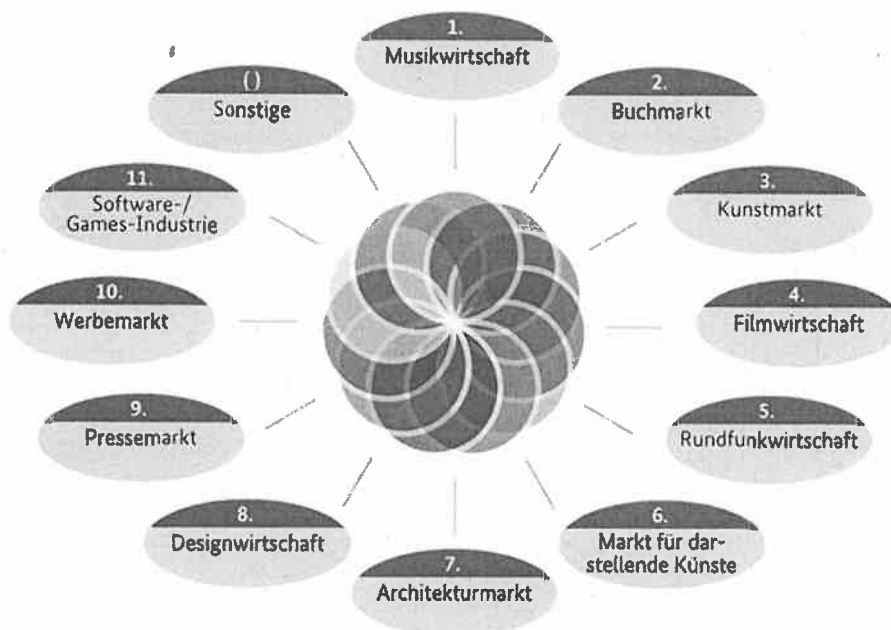 1.
Musikwirtschaft
2.
Buchmarkt
3.
Kunstmarkt
4.
Filmwirtschaft
5.
Rundfunkwirtschaft
6.
Markt für dar-
stellende Künste
7.
Architekturmarkt
8.
Designwirtschaft
9.
Pressemarkt
10.
Werbemarkt
11.
Software-/
Games-Industrie
()
Sonstige